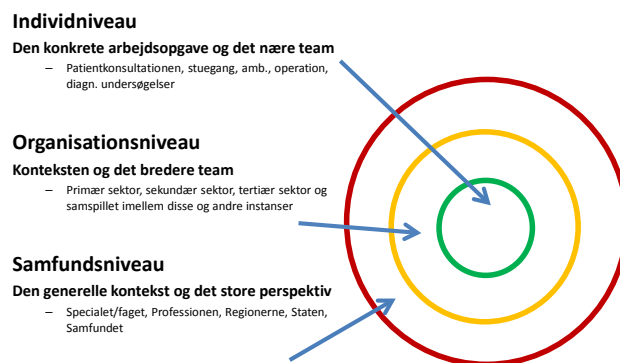 Individniveau
Den konkrete arbejdsopgave og det nære team
– Patientkonsultationen, stuegang, amb., operation,
diagn. undersøgelser
Organisationsniveau
Konteksten og det bredere team
– Primær sektor, sekundær sektor, tertiær sektor og
samspillet imellem disse og andre instanser
Samfundsniveau
Den generelle kontekst og det store perspektiv
– Specialet/faget, Professionen, Regionerne, Staten,
Samfundet